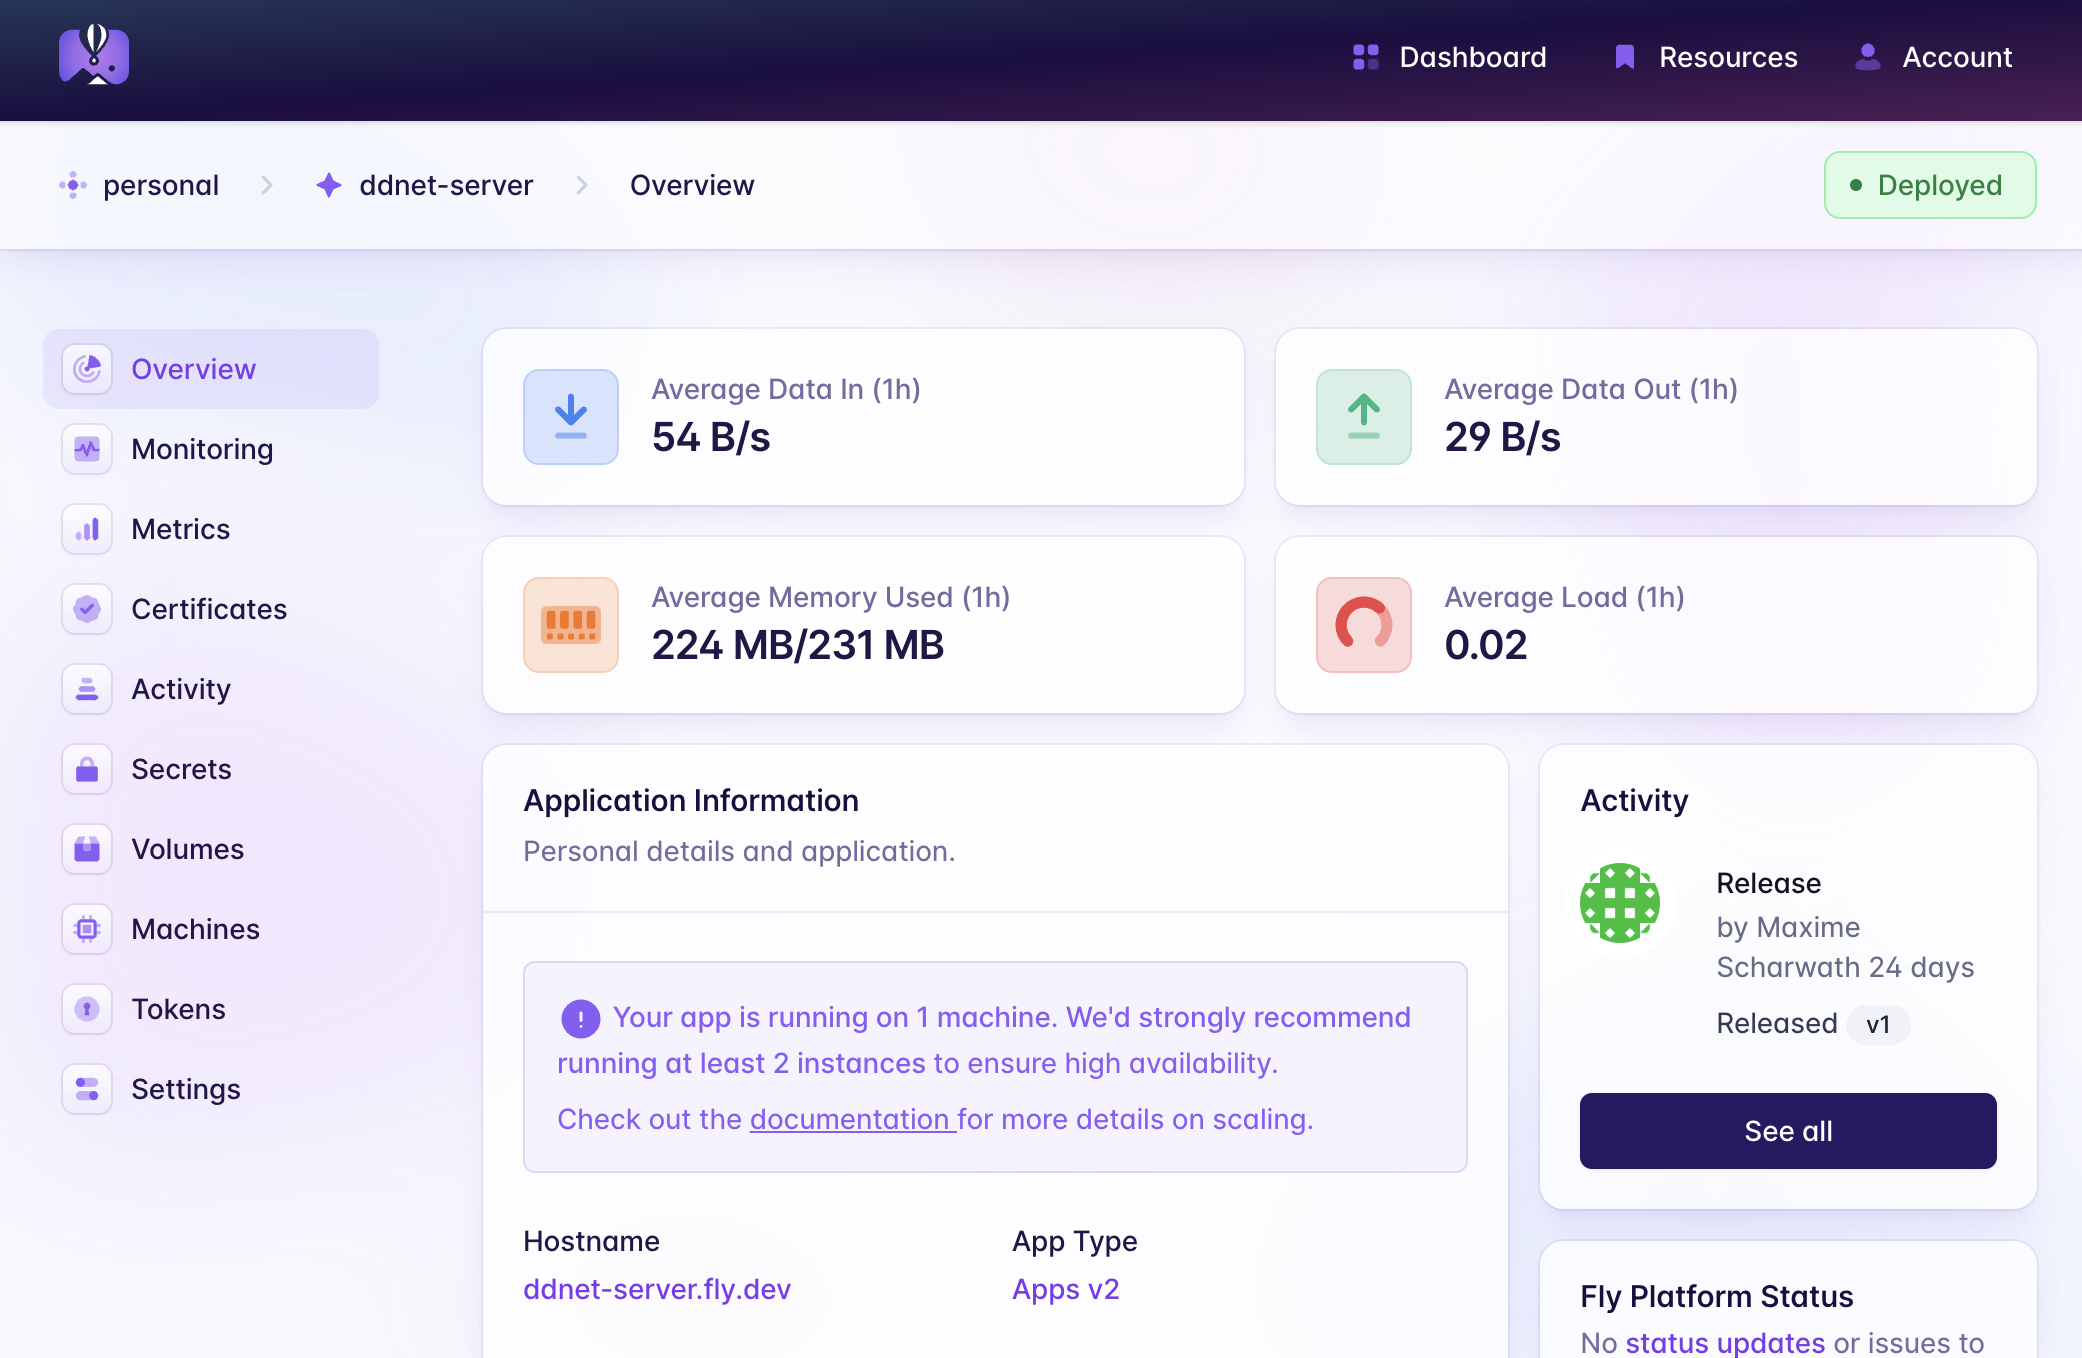 Dashboard
Resources
Account
personal
ddnet-server
Overview
Deployed
Overview
Monitoring
Metrics
Certificates
Activity
Secrets
Volumes
Machines
Tokens
Settings
Average Data In (1h)
54 B/s
Average Data Out (1h)
29 B/s
Average Memory Used (1h)
224 MB/231 MB
Average Load (1h)
0.02
Application Information
Personal details and application.
Your app is running on 1 machine. We'd strongly recommend
running at least 2 instances to ensure high availability.
Check out the documentation for more details on scaling.
Hostname
ddnet-server.fly.dev
App Type
Apps v2
Activity
Release
by Maxime
Scharwath 24 days
Released v1
See all
Fly Platform Status
No status updates or issues to